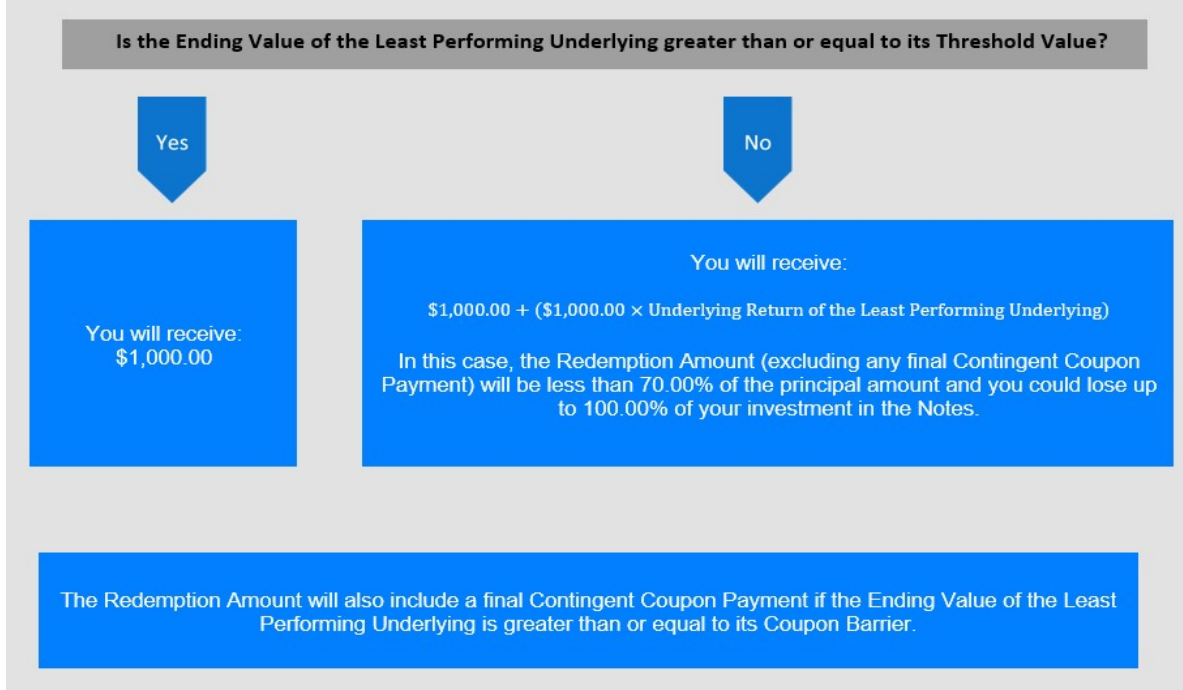 Is the Ending Value of the Least Performing Underlying greater than or equal to its Threshold Value?
Yes
No
You will receive:
$1,000.00
You will receive:
$1,000.00 + ($1,000.00 × Underlying Return of the Least Performing Underlying)
In this case, the Redemption Amount (excluding any final Contingent Coupon
Payment) will be less than 70.00% of the principal amount and you could lose up
to 100.00% of your investment in the Notes.
The Redemption Amount will also include a final Contingent Coupon Payment if the Ending Value of the Least
Performing Underlying is greater than or equal to its Coupon Barrier.